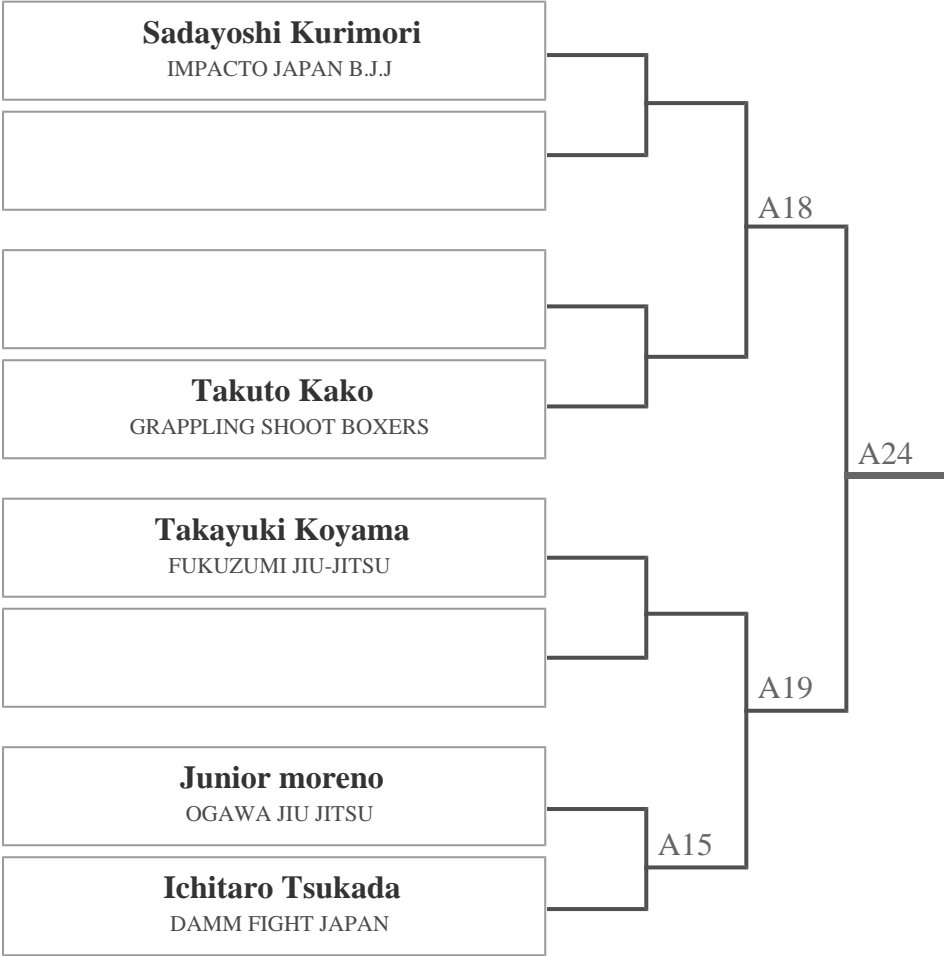 Sadayoshi Kurimori
IMPACTO JAPAN B.J.J
A18
Takuto Kako
GRAPPLING SHOOT BOXERS
A24
Takayuki Koyama
FUKUZUMI JIU-JITSU
A19
Junior moreno
OGAWA JIU JITSU
A15
Ichitaro Tsukada
DAMM FIGHT JAPAN